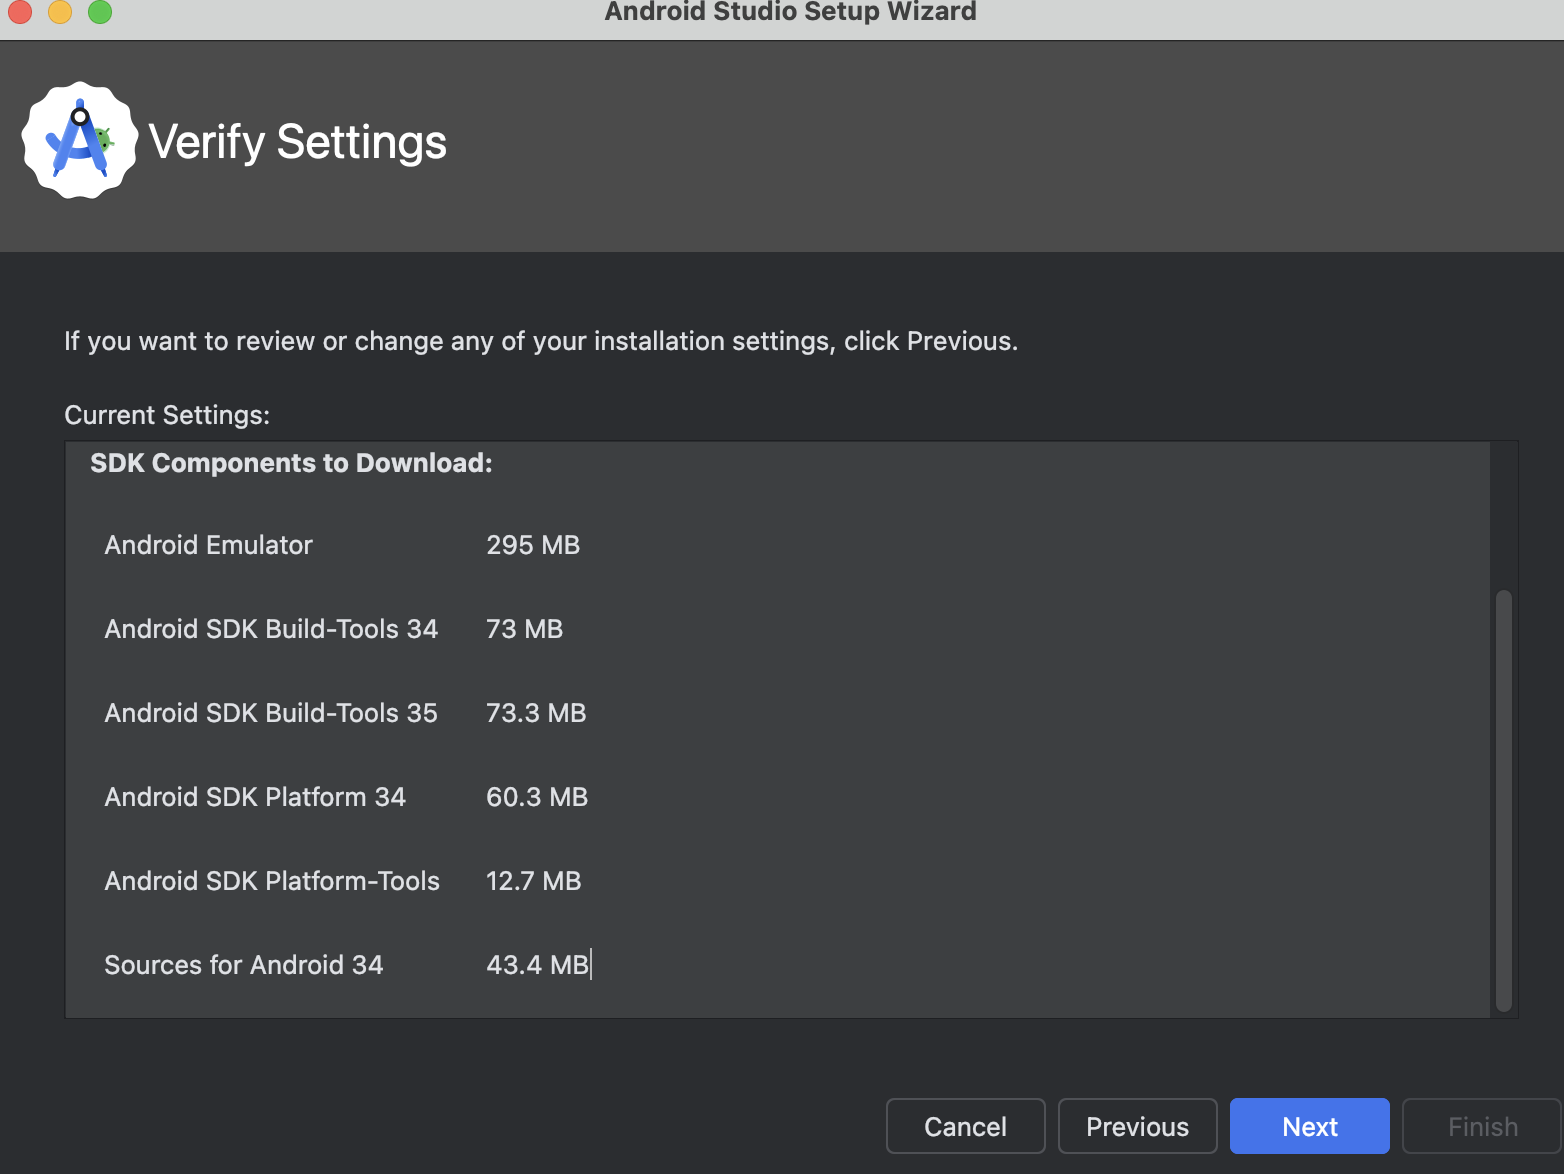 Android Studio Setup Wizard
Verify Settings
If you want to review or change any of your installation settings, click Previous.
Current Settings:
SDK Components to Download:
Android Emulator 295 MB
Android SDK Build-Tools 34 73 MB
Android SDK Build-Tools 35 73.3 MB
Android SDK Platform 34 60.3 MB
Android SDK Platform-Tools 12.7 MB
Sources for Android 34 43.4 MB
Cancel Previous Next Finish